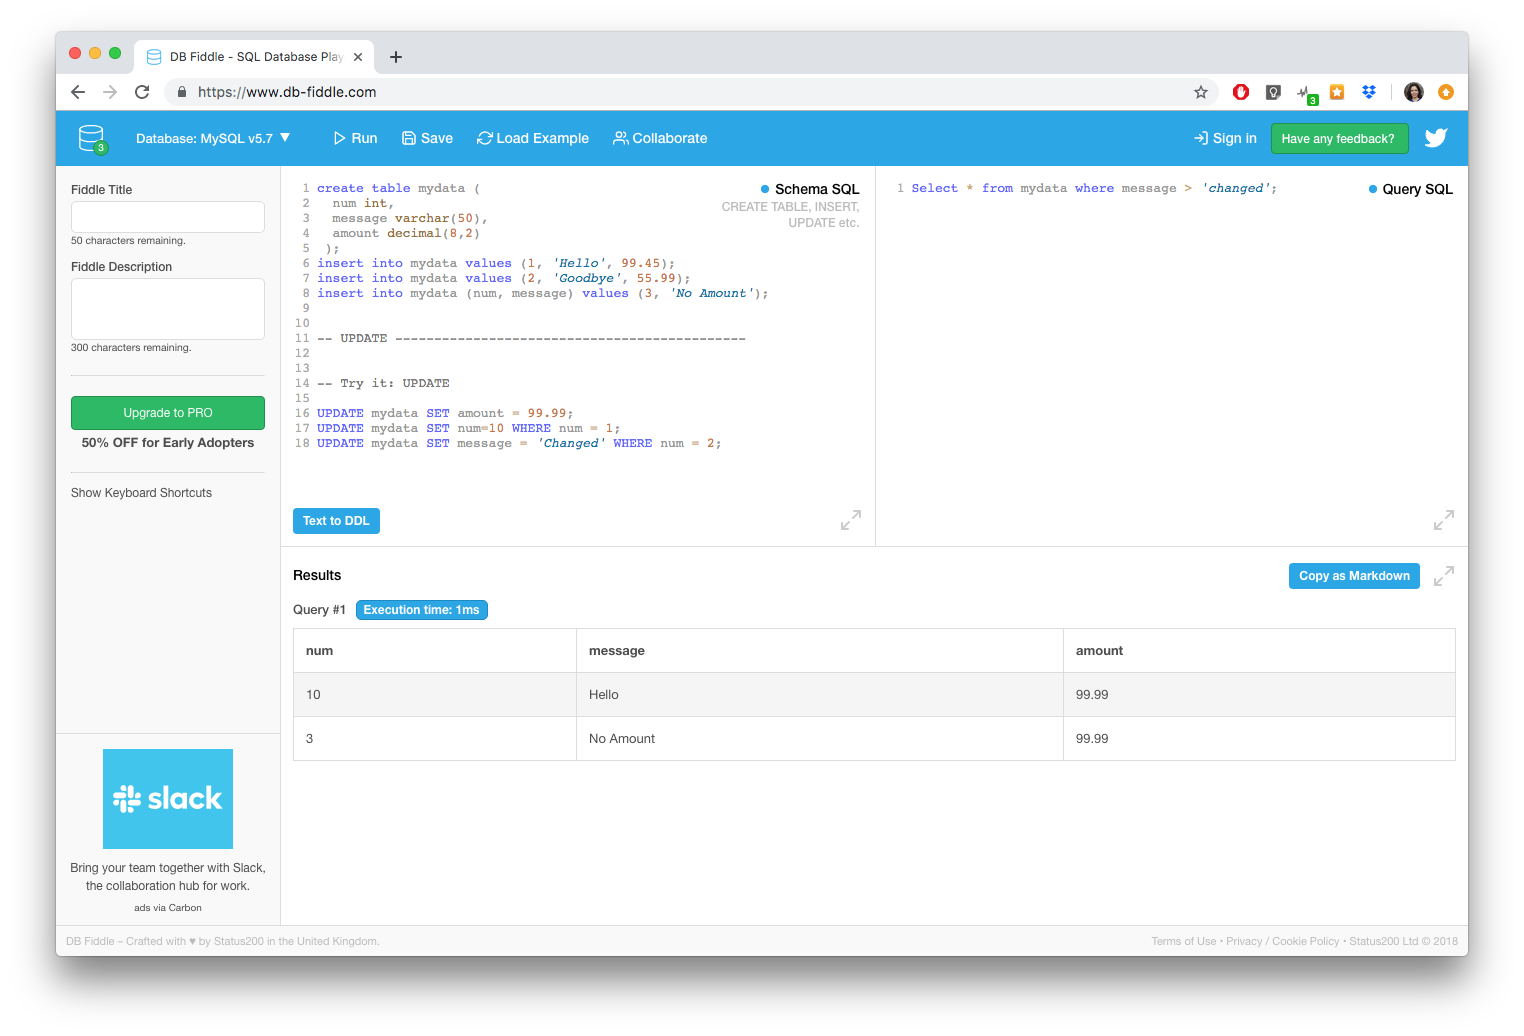 DB Fiddle - SQL Database Play
https://www.db-fiddle.com
3
3
Database: MySQL v5.7 ▼
Run
Save
Load Example
Collaborate
Sign in
Have any feedback?
Fiddle Title
50 characters remaining.
Fiddle Description
300 characters remaining.
Upgrade to PRO
50% OFF for Early Adopters
Show Keyboard Shortcuts
slack
Bring your team together with Slack,
the collaboration hub for work.
ads via Carbon
Schema SQL
CREATE TABLE, INSERT,
UPDATE etc.
1 create table mydata (
2 num int,
3 message varchar(50),
4 amount decimal(8,2)
5 );
6 insert into mydata values (1, 'Hello', 99.45);
7 insert into mydata values (2, 'Goodbye', 55.99);
8 insert into mydata (num, message) values (3, 'No Amount');
9
10
11 -- UPDATE ---------------------------------------------
12
13
14 -- Try it: UPDATE
15
16 UPDATE mydata SET amount = 99.99;
17 UPDATE mydata SET num=10 WHERE num = 1;
18 UPDATE mydata SET message = 'Changed' WHERE num = 2;
Text to DDL
1 Select * from mydata where message > 'changed';
Query SQL
Results
Copy as Markdown
Query #1 Execution time: 1ms
num message amount
10 Hello 99.99
3 No Amount 99.99
DB Fiddle – Crafted with ♥ by Status200 in the United Kingdom.
Terms of Use • Privacy / Cookie Policy • Status200 Ltd © 2018